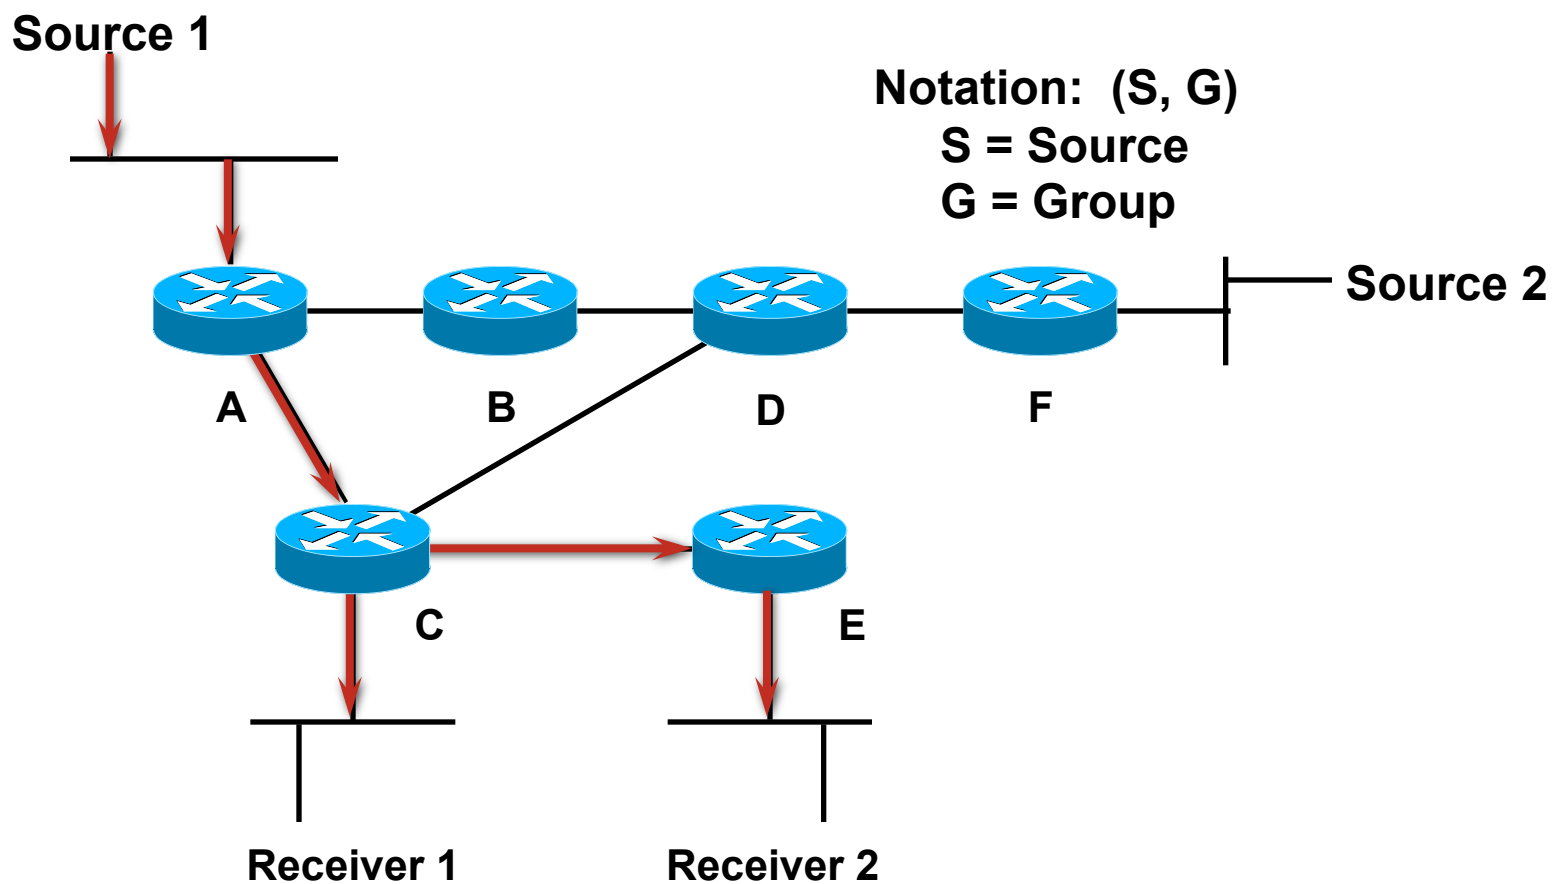 Source 1
Notation: (S, G)
S = Source
G = Group
Source 2
A
B
D
F
C
E
Receiver 1
Receiver 2